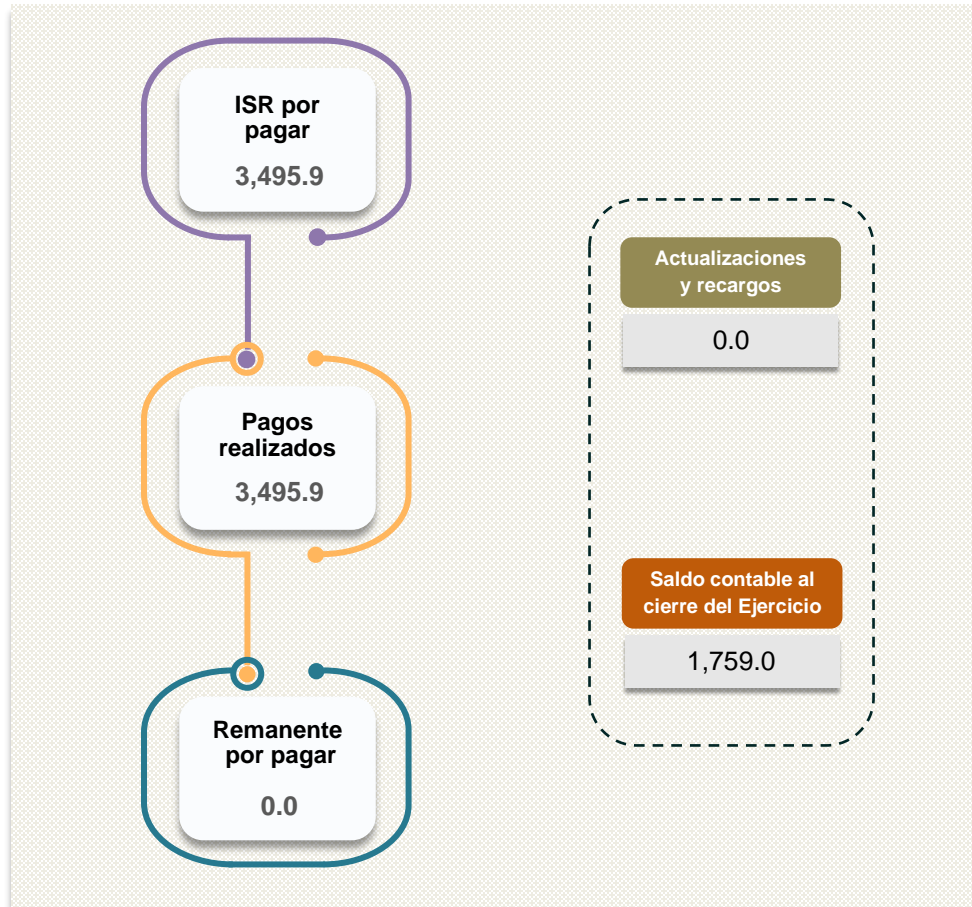 ISR por
pagar
3,495.9
Pagos
realizados
3,495.9
Remanente
por pagar
0.0
Actualizaciones
y recargos
0.0
Saldo contable al
cierre del Ejercicio
1,759.0